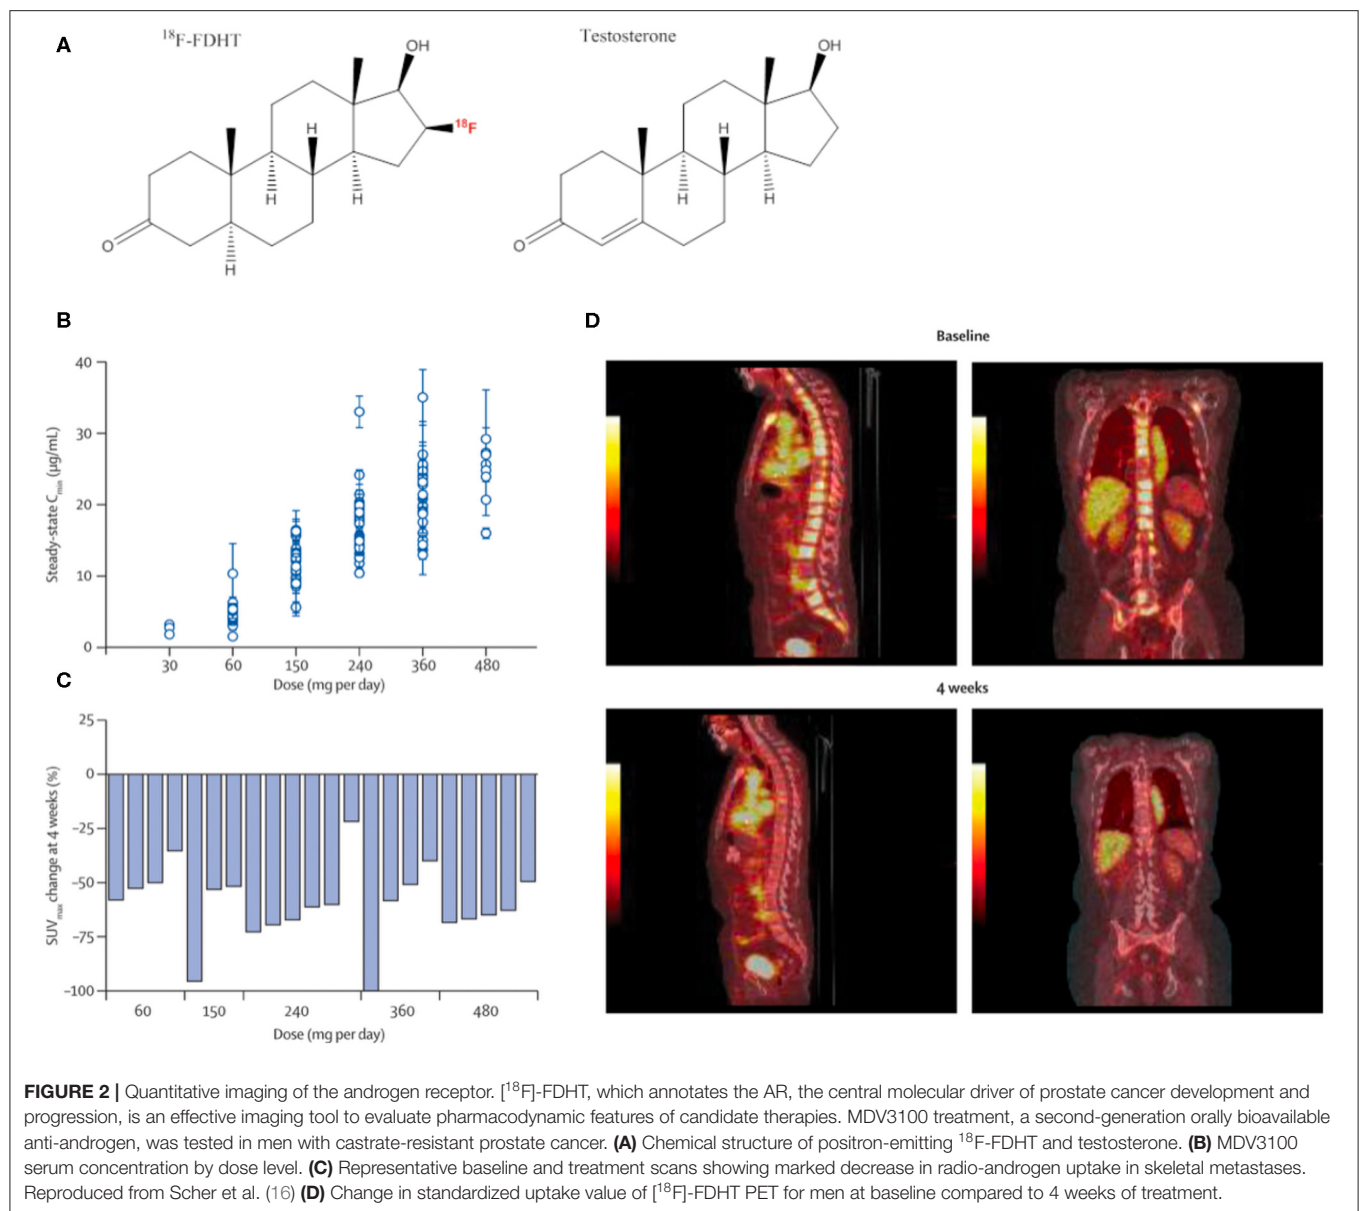 A
¹⁸F-FDHT
Testosterone
OH
OH
¹⁸F
H
H
H
H
H
H
O
O
H
B
D
Baseline
40
30
20
10
0
Steady-state Cmin (µg/mL)
30 60 150 240 360 480
Dose (mg per day)
4 weeks
C
25
0
−25
−50
−75
−100
SUVmax change at 4 weeks (%)
60 150 240 360 480
Dose (mg per day)
FIGURE 2 | Quantitative imaging of the androgen receptor. [¹⁸F]-FDHT, which annotates the AR, the central molecular driver of prostate cancer development and
progression, is an effective imaging tool to evaluate pharmacodynamic features of candidate therapies. MDV3100 treatment, a second-generation orally bioavailable
anti-androgen, was tested in men with castrate-resistant prostate cancer. (A) Chemical structure of positron-emitting ¹⁸F-FDHT and testosterone. (B) MDV3100
serum concentration by dose level. (C) Representative baseline and treatment scans showing marked decrease in radio-androgen uptake in skeletal metastases.
Reproduced from Scher et al. (16) (D) Change in standardized uptake value of [¹⁸F]-FDHT PET for men at baseline compared to 4 weeks of treatment.